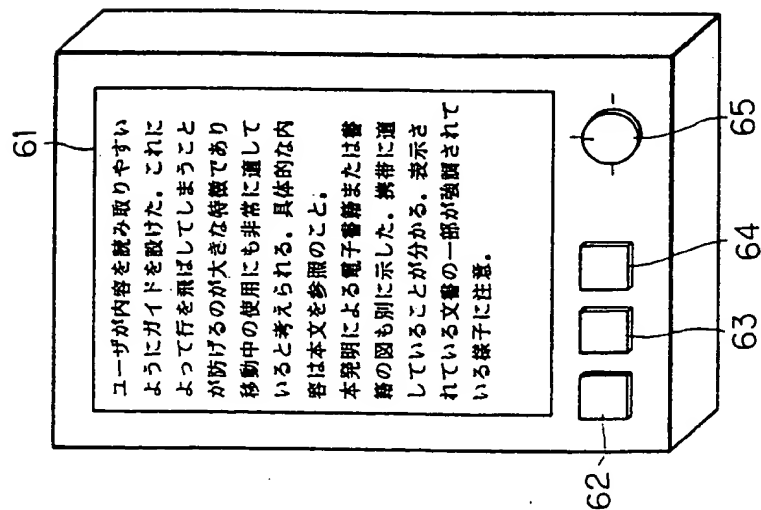 ユーザが内容を読み取りやすい
ようにガイドを設けた。これに
よって行を飛ばしてしまうこと
が防げるのが大きな特徴であり
移動中の使用にも非常に適して
いると考えられる。具体的な内
容は本文を参照のこと。
本発明による電子書籍または書
籍の図も別に示した。携帯に適
していることが分かる。表示さ
れている文書の一部が強調されて
いる様子に注意。
61
62
63
64
65